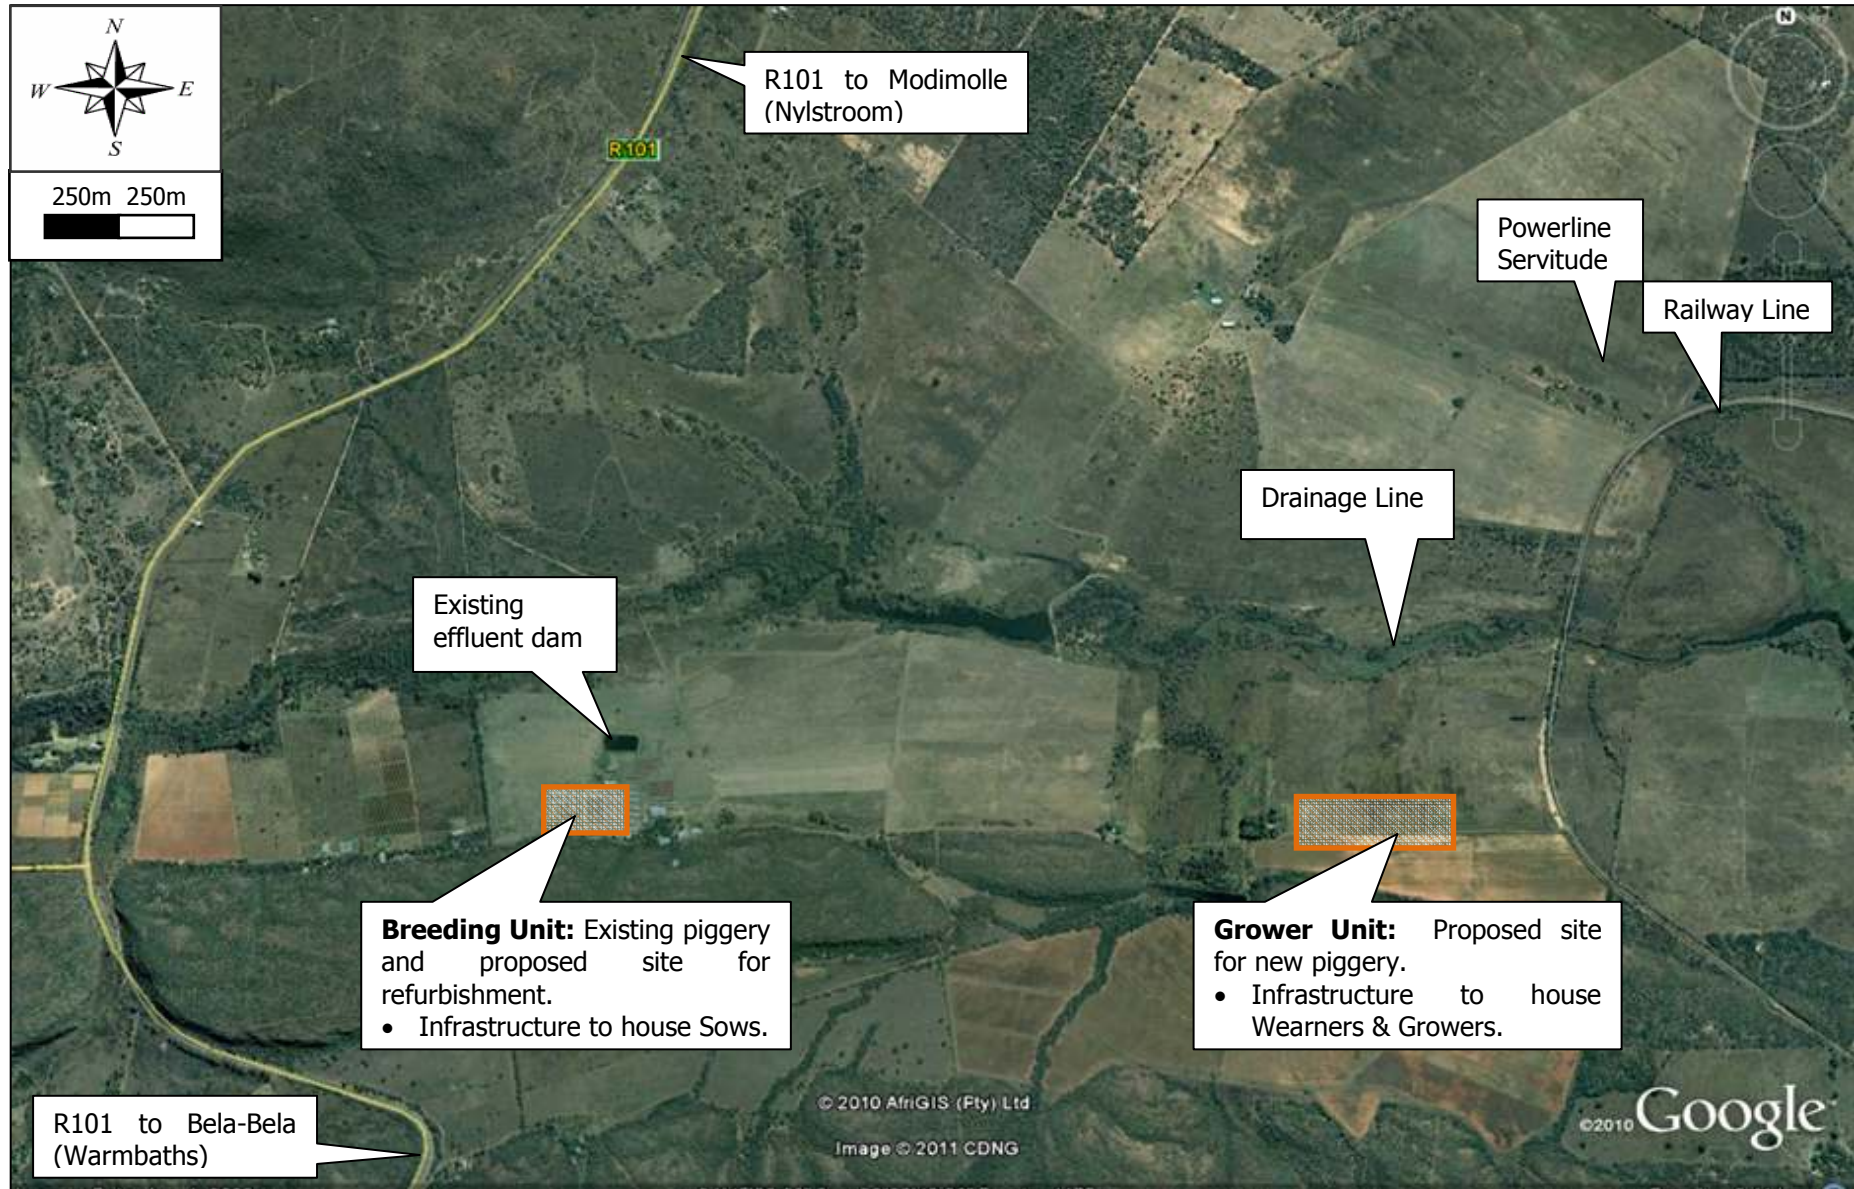 N
W E
S
250m 250m
R101 to Modimolle
(Nylstroom)
R101
N
Powerline
Servitude
Railway Line
Drainage Line
Existing
effluent dam
Breeding Unit: Existing piggery
and proposed site for
refurbishment.
• Infrastructure to house Sows.
Grower Unit: Proposed site
for new piggery.
• Infrastructure to house
Wearners & Growers.
R101 to Bela-Bela
(Warmbaths)
© 2010 AfriGIS (Pty) Ltd
Image © 2011 CDNG
©2010 Google